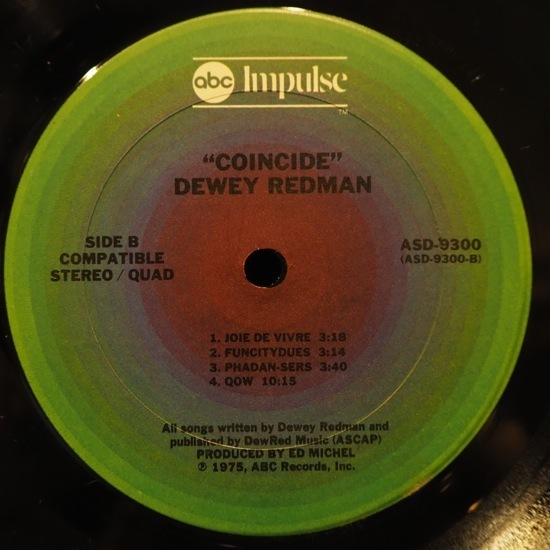 abc Impulse
TM
"COINCIDE"
DEWEY REDMAN
SIDE B
COMPATIBLE
STEREO / QUAD
ASD-9300
(ASD-9300-B)
1. JOIE DE VIVRE 3:18
2. FUNCITYDUES 3:14
3. PHADAN-SERS 3:40
4. QOW 10:15
All songs written by Dewey Redman and
published by DewRed Music (ASCAP)
PRODUCED BY ED MICHEL
℗ 1975, ABC Records, Inc.